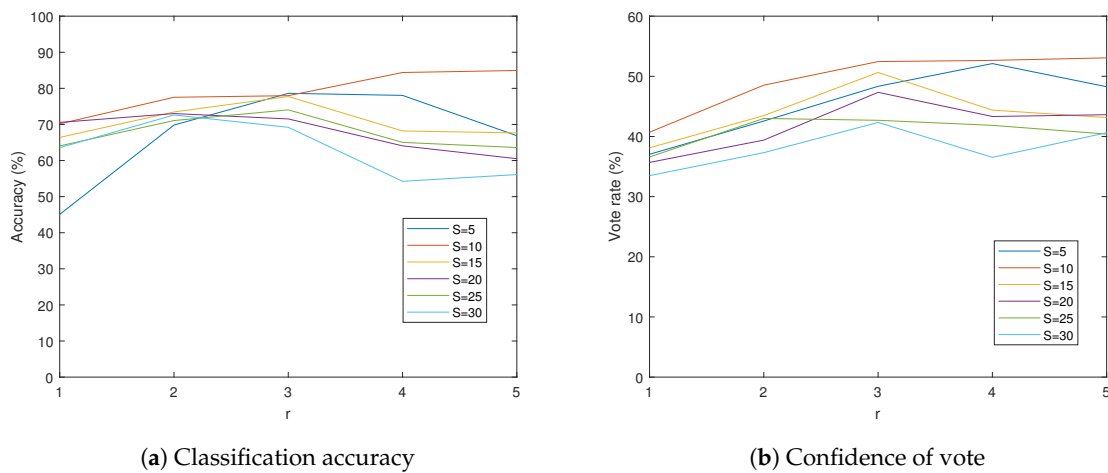 100
90
80
70
60
50
40
30
20
10
0
Accuracy (%)
S=5
S=10
S=15
S=20
S=25
S=30
1 2 3 4 5
r
(a) Classification accuracy
60
50
40
30
20
10
0
Vote rate (%)
S=5
S=10
S=15
S=20
S=25
S=30
1 2 3 4 5
r
(b) Confidence of vote